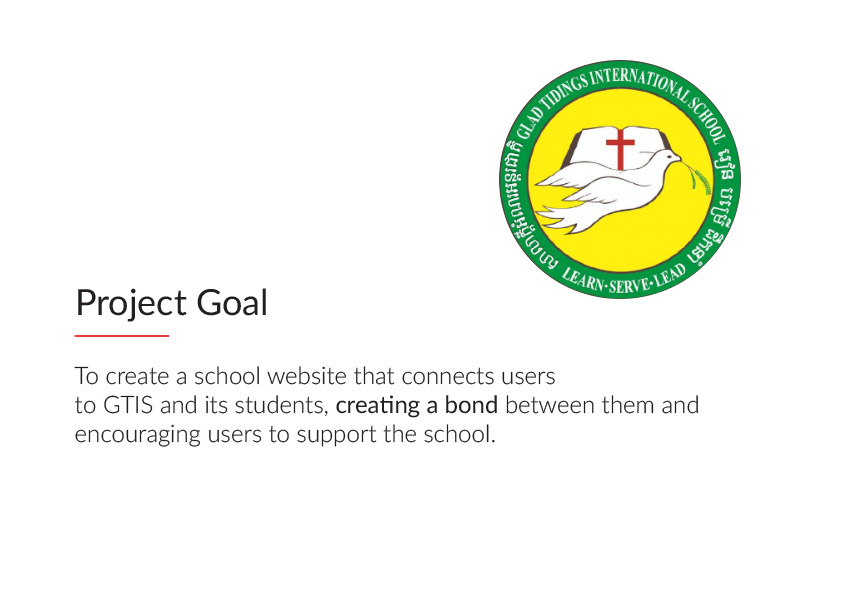 GLAD TIDINGS INTERNATIONAL SCHOOL
LEARN·SERVE·LEAD
Project Goal
To create a school website that connects users
to GTIS and its students, creating a bond between them and
encouraging users to support the school.